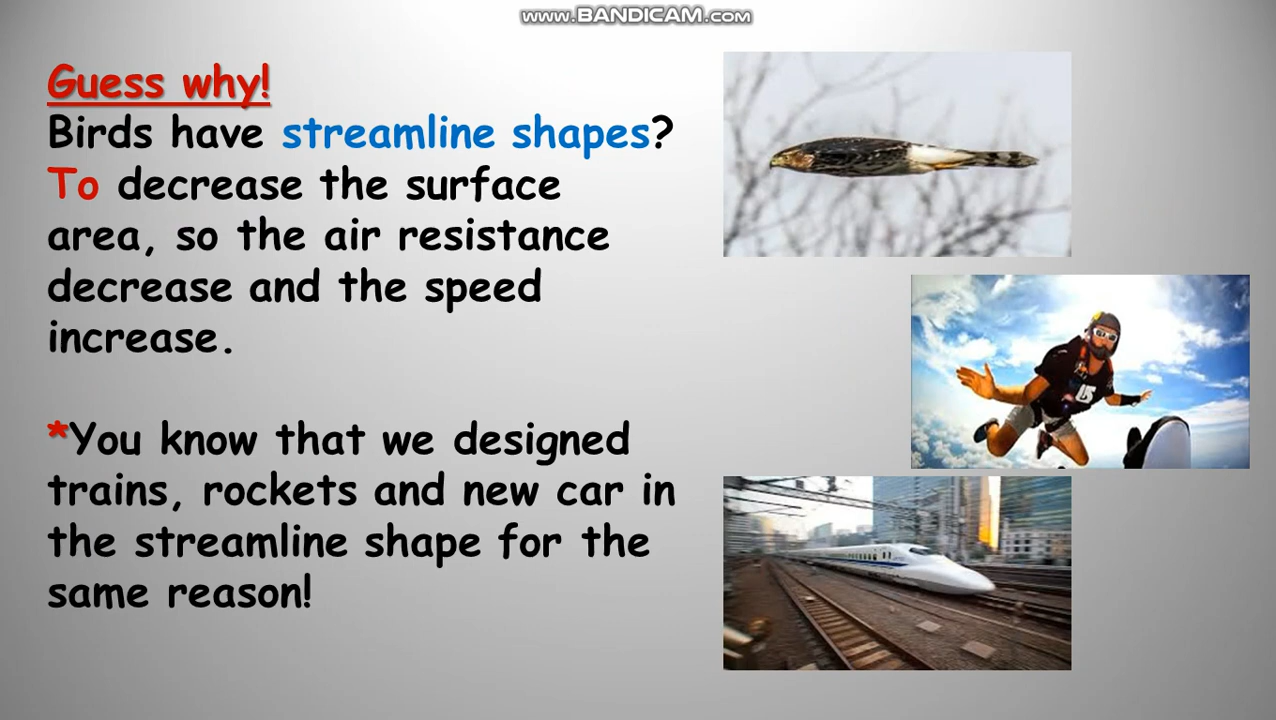 www.BANDICAM.com
Guess why!
Birds have streamline shapes?
To decrease the surface
area, so the air resistance
decrease and the speed
increase.
*You know that we designed
trains, rockets and new car in
the streamline shape for the
same reason!